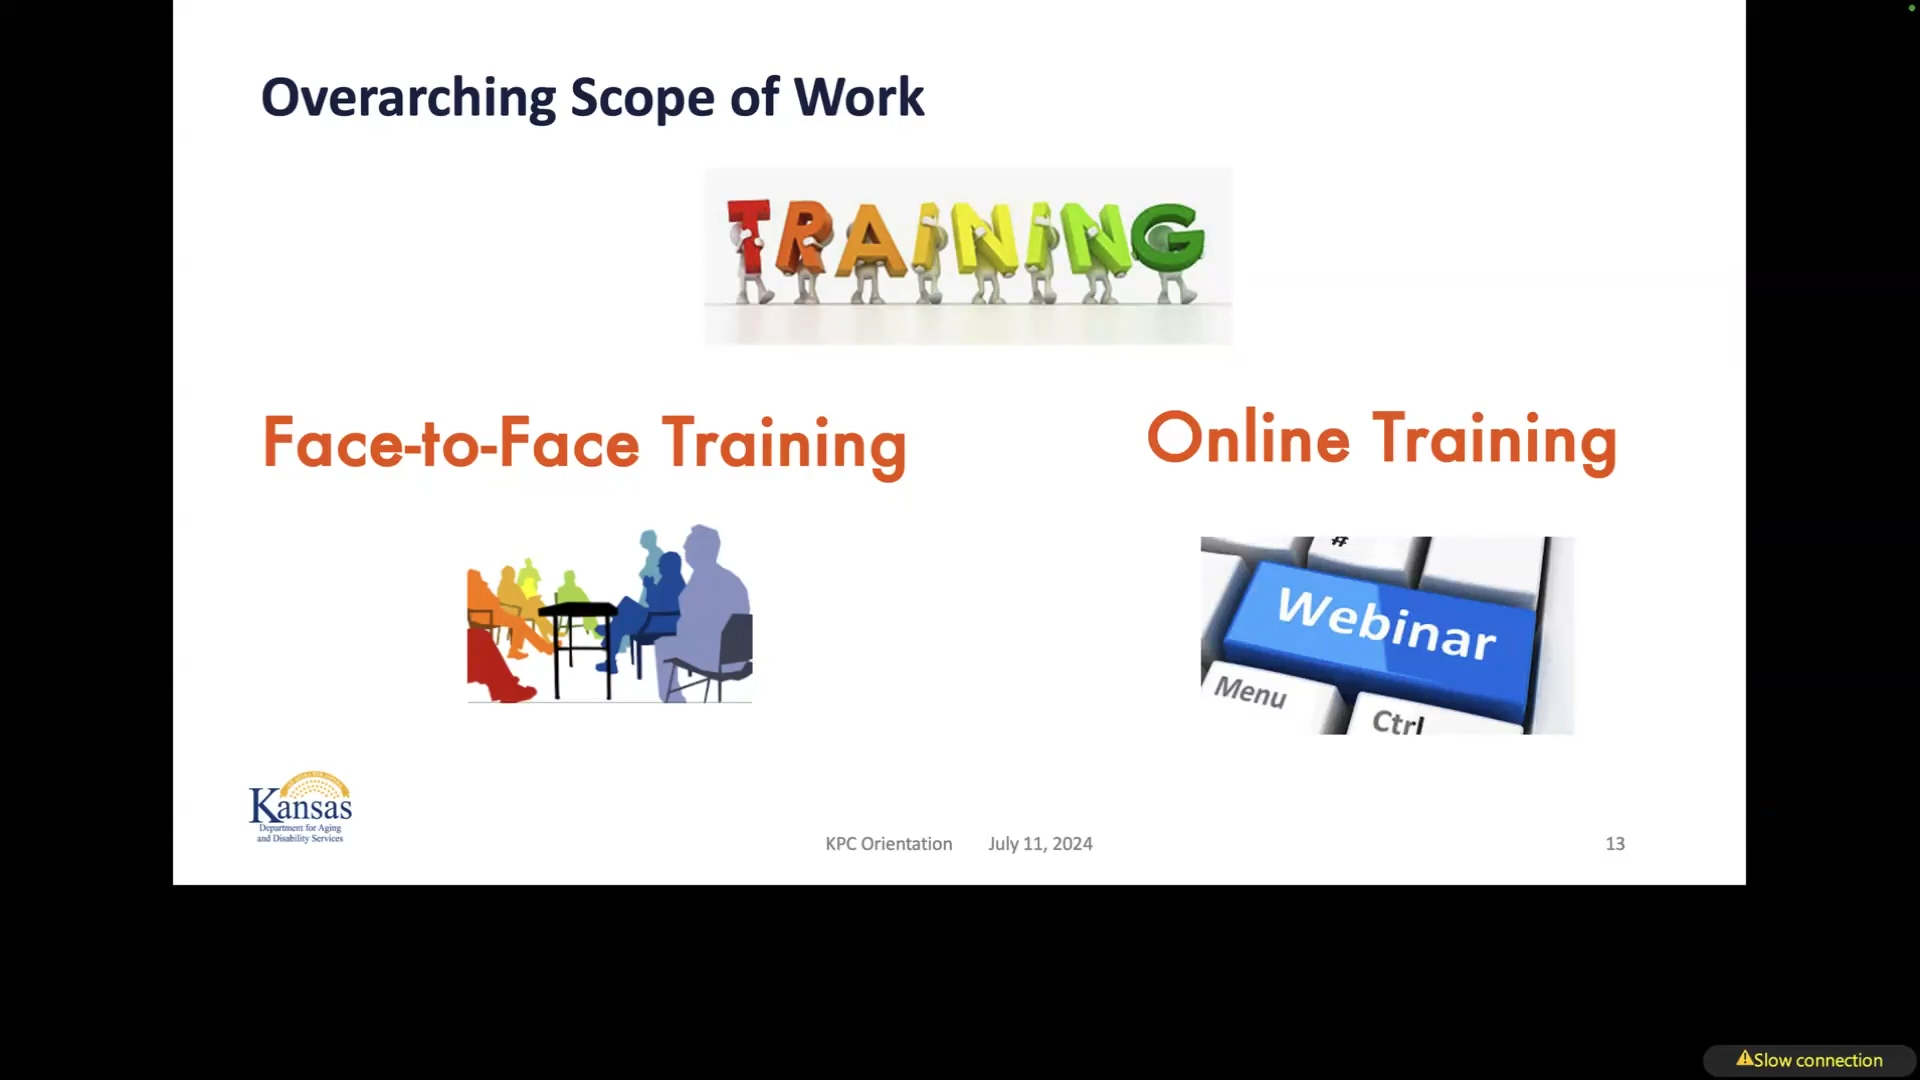 Overarching Scope of Work
TRAINING
Face-to-Face Training
Online Training
#
Webinar
Menu
Ctrl
Kansas
Department for Aging
and Disability Services
KPC Orientation July 11, 2024
13
⚠Slow connection